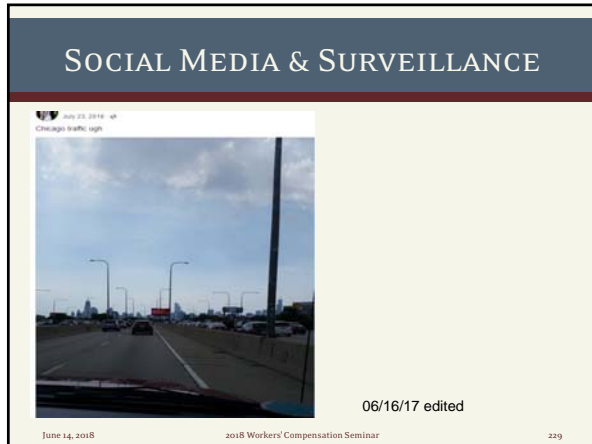 SOCIAL MEDIA & SURVEILLANCE
July 23, 2016
Chicago traffic ugh
06/16/17 edited
June 14, 2018 2018 Workers' Compensation Seminar 229